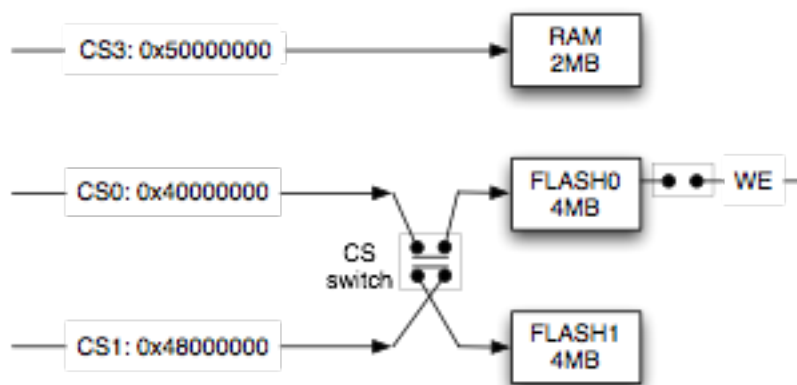 CS3: 0x50000000
RAM
2MB
CS0: 0x40000000
FLASH0
4MB
WE
CS
switch
CS1: 0x48000000
FLASH1
4MB